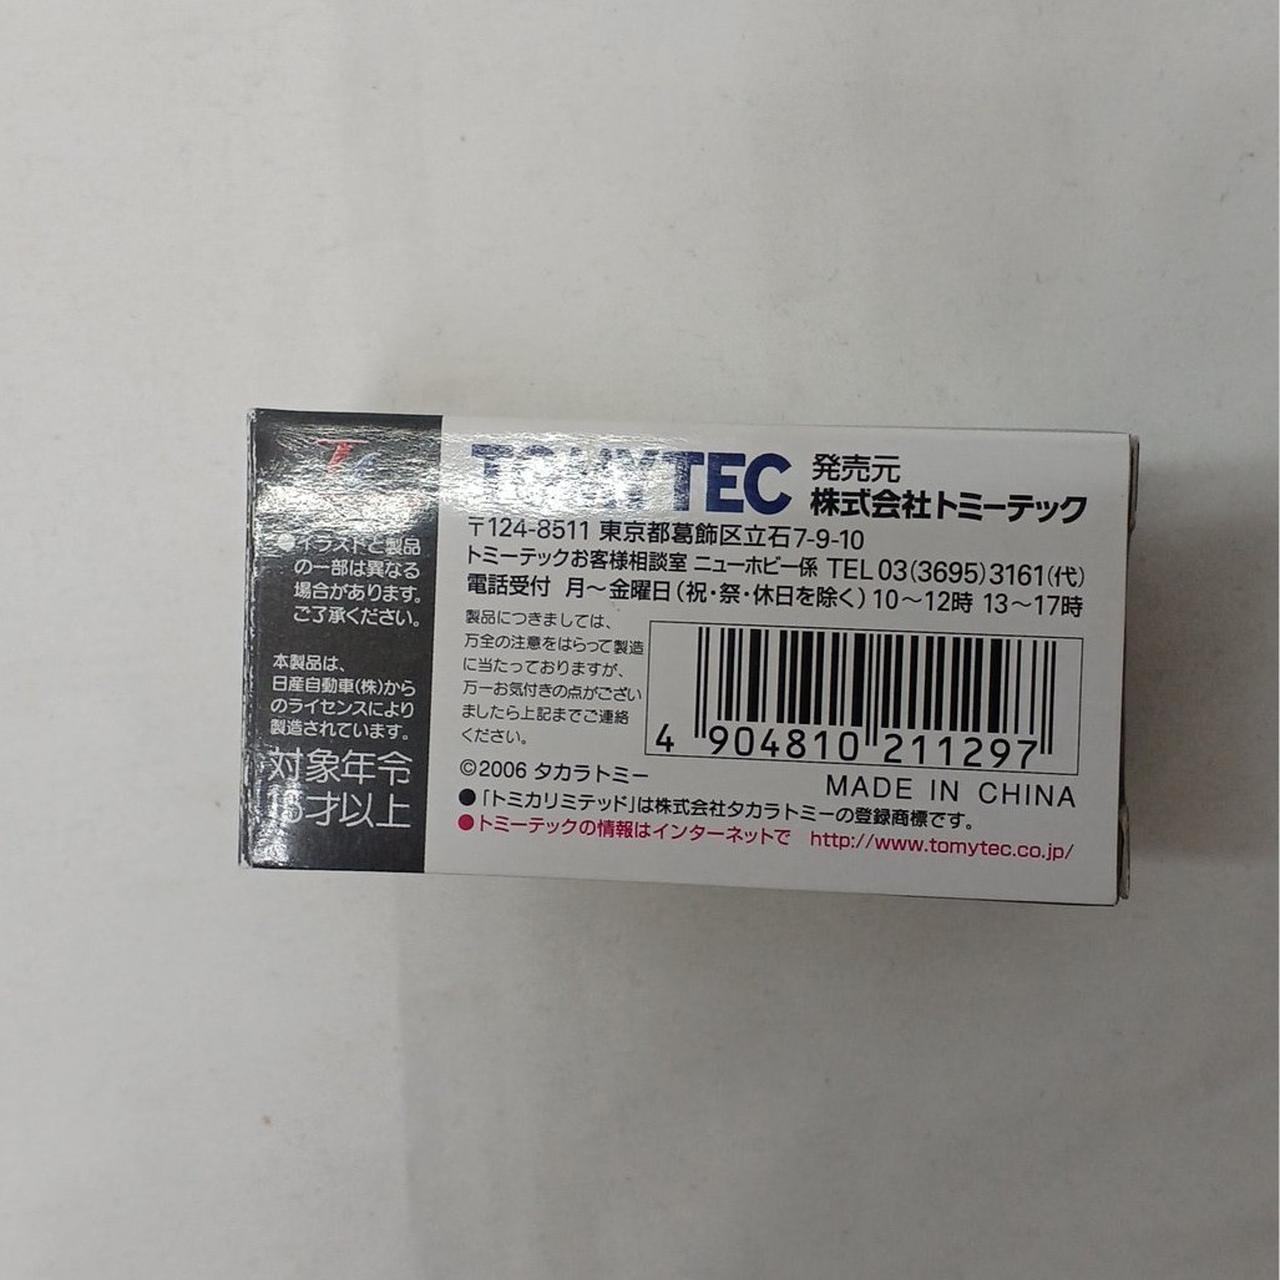 ●イラストと製品
の一部は異なる
場合があります。
ご了承ください。
本製品は、
日産自動車(株)から
のライセンスにより
製造されています。
対象年令
15才以上
TOMYTEC 発売元
株式会社トミーテック
〒124-8511 東京都葛飾区立石7-9-10
トミーテックお客様相談室 ニューホビー係 TEL 03(3695)3161(代)
電話受付 月〜金曜日(祝・祭・休日を除く)10〜12時 13〜17時
製品につきましては、
万全の注意をはらって製造
に当たっておりますが、
万一お気付きの点がござい
ましたら上記までご連絡
ください。
4 904810 211297
©2006 タカラトミー
MADE IN CHINA
●「トミカリミテッド」は株式会社タカラトミーの登録商標です。
●トミーテックの情報はインターネットで http://www.tomytec.co.jp/